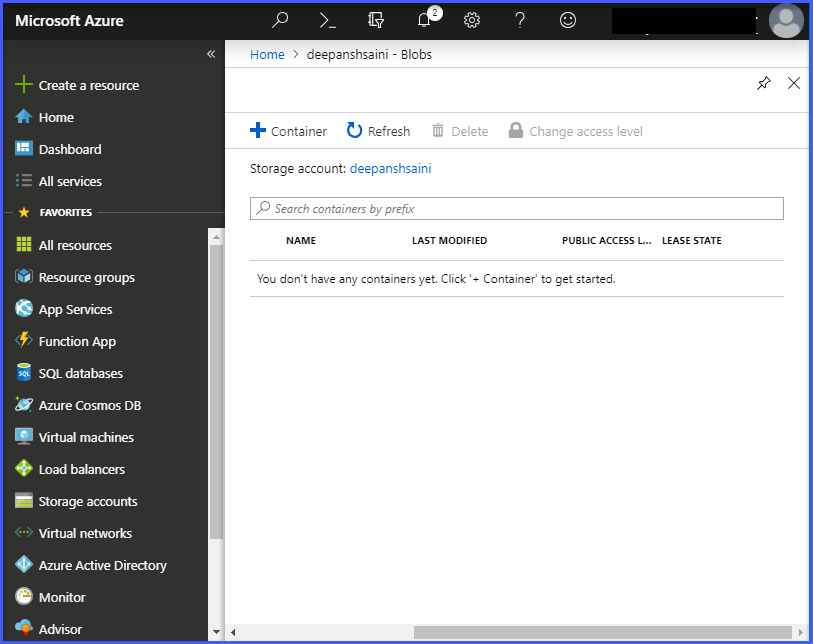 Microsoft Azure
2
«
Home > deepanshsaini - Blobs
Create a resource
Home
Dashboard
All services
FAVORITES
All resources
Resource groups
App Services
Function App
SQL databases
SQL
Azure Cosmos DB
Virtual machines
Load balancers
Storage accounts
Virtual networks
Azure Active Directory
Monitor
Advisor
+ Container Refresh Delete Change access level
Storage account: deepanshsaini
Search containers by prefix
NAME LAST MODIFIED PUBLIC ACCESS L... LEASE STATE
You don't have any containers yet. Click '+ Container' to get started.